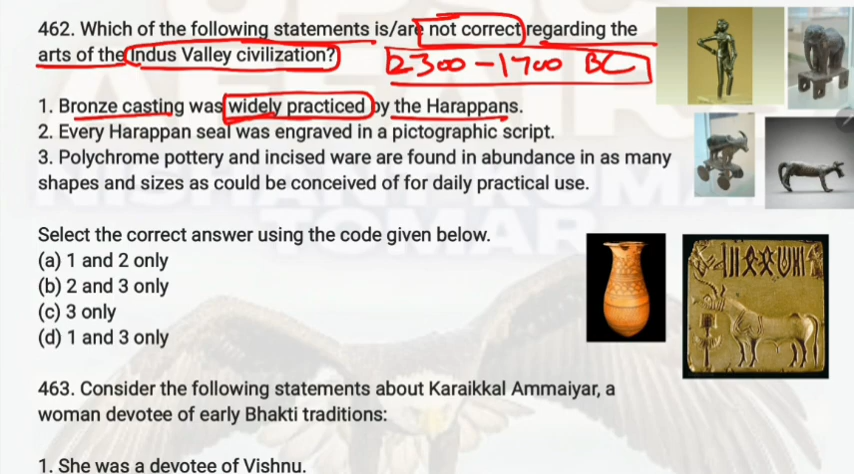 462. Which of the following statements is/are not correct regarding the
arts of the Indus Valley civilization?
2300-1700 BC
1. Bronze casting was widely practiced by the Harappans.
2. Every Harappan seal was engraved in a pictographic script.
3. Polychrome pottery and incised ware are found in abundance in as many
shapes and sizes as could be conceived of for daily practical use.
Select the correct answer using the code given below.
(a) 1 and 2 only
(b) 2 and 3 only
(c) 3 only
(d) 1 and 3 only
463. Consider the following statements about Karaikkal Ammaiyar, a
woman devotee of early Bhakti traditions:
1. She was a devotee of Vishnu.
TOMAR